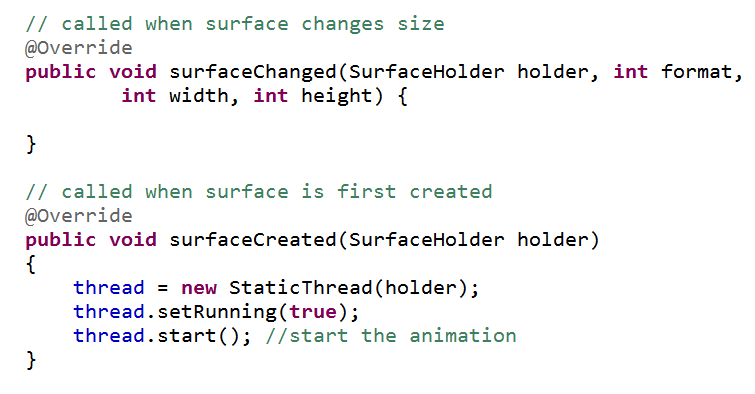 // called when surface changes size
@Override
public void surfaceChanged(SurfaceHolder holder, int format,
        int width, int height) {
}
// called when surface is first created
@Override
public void surfaceCreated(SurfaceHolder holder)
{
    thread = new StaticThread(holder);
    thread.setRunning(true);
    thread.start(); //start the animation
}